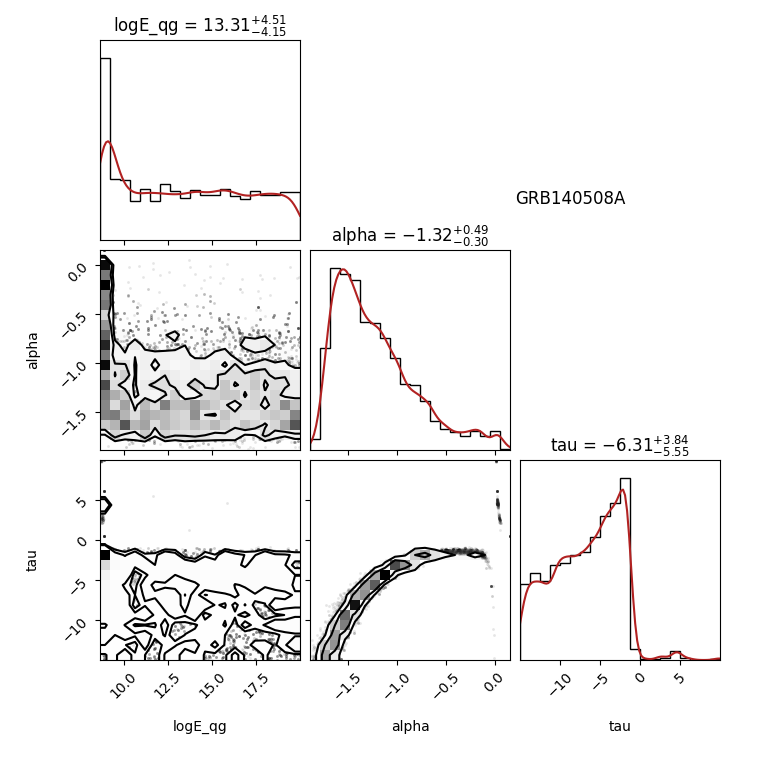 logE_qg = 13.31+4.51−4.15
GRB140508A
alpha = −1.32+0.49−0.30
0.0
−0.5
−1.0
−1.5
alpha
tau = −6.31+3.84−5.55
5
0
−5
−10
tau
10.0 12.5 15.0 17.5
−1.5 −1.0 −0.5 0.0
−10 −5 0 5
logE_qg alpha tau